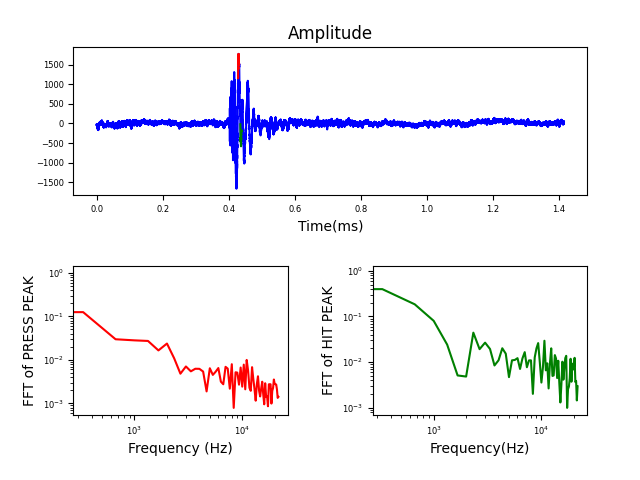 Amplitude
1500
1000
500
0
−500
−1000
−1500
0.0 0.2 0.4 0.6 0.8 1.0 1.2 1.4
Time(ms)
FFT of PRESS PEAK
10⁰
10⁻¹
10⁻²
10⁻³
10³ 10⁴
Frequency (Hz)
FFT of HIT PEAK
10⁰
10⁻¹
10⁻²
10⁻³
10³ 10⁴
Frequency(Hz)